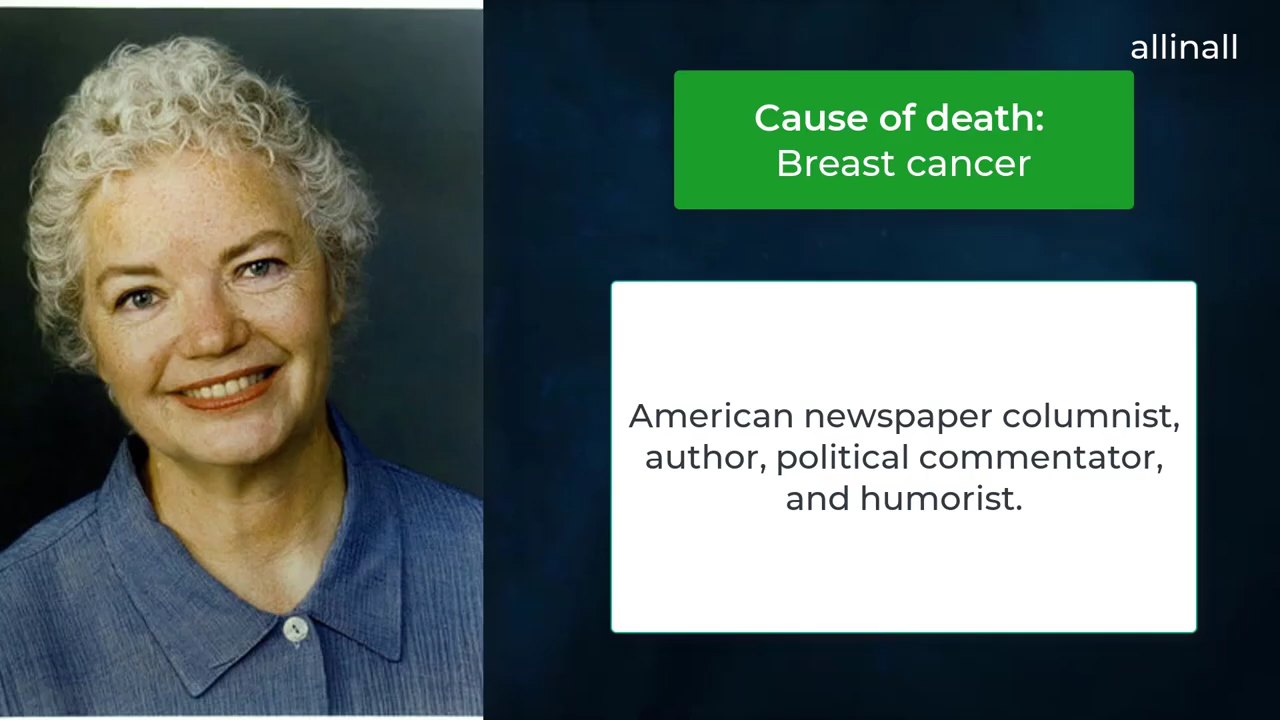 allinall
Cause of death:
Breast cancer
American newspaper columnist,
author, political commentator,
and humorist.